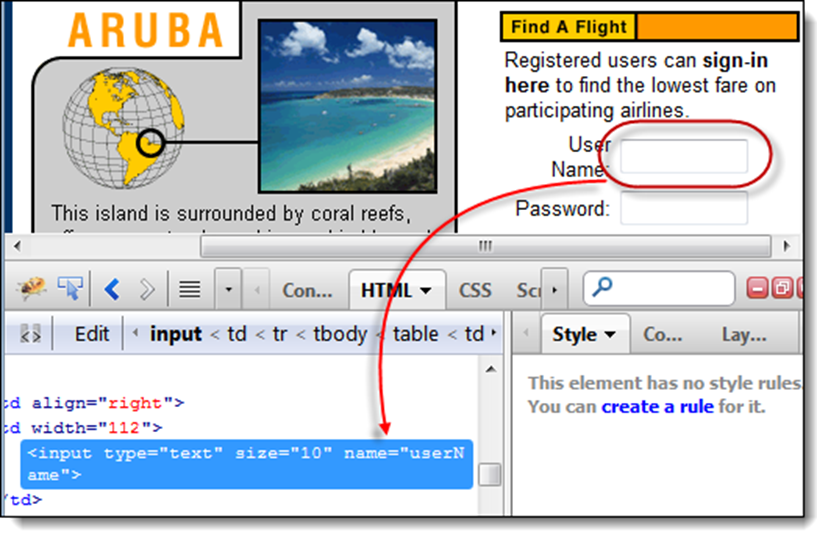 ARUBA
This island is surrounded by coral reefs,
Find A Flight
Registered users can sign-in
here to find the lowest fare on
participating airlines.
User
Name:
Password:
Con... HTML CSS
Edit input < td < tr < tbody < table < td
td align="right">
td width="112">
<input type="text" size="10" name="userN
ame">
/td>
Style Co... Lay...
This element has no style rules.
You can create a rule for it.